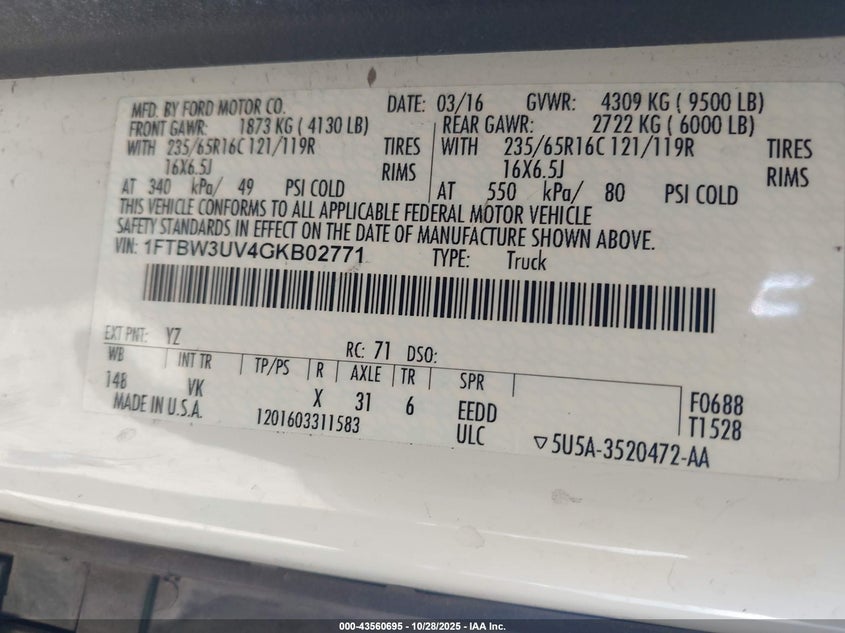 MFD. BY FORD MOTOR CO. DATE: 03/16 GVWR: 4309 KG ( 9500 LB)
FRONT GAWR: 1873 KG ( 4130 LB) REAR GAWR: 2722 KG ( 6000 LB)
WITH 235/65R16C 121/119R TIRES WITH 235/65R16C 121/119R TIRES
16X6.5J RIMS 16X6.5J RIMS
AT 340 kPa/ 49 PSI COLD AT 550 kPa/ 80 PSI COLD
THIS VEHICLE CONFORMS TO ALL APPLICABLE FEDERAL MOTOR VEHICLE
SAFETY STANDARDS IN EFFECT ON THE DATE OF MANUFACTURE SHOWN ABOVE.
VIN: 1FTBW3UV4GKB02771 TYPE: Truck
EXT PNT: YZ RC: 71 DSO:
WB INT TR TP/PS R AXLE TR SPR
148 VK X 31 6 EEDD F0688
MADE IN U.S.A. 1201603311583 ULC T1528
5U5A-3520472-AA
000-43560695 - 10/28/2025 - IAA Inc.